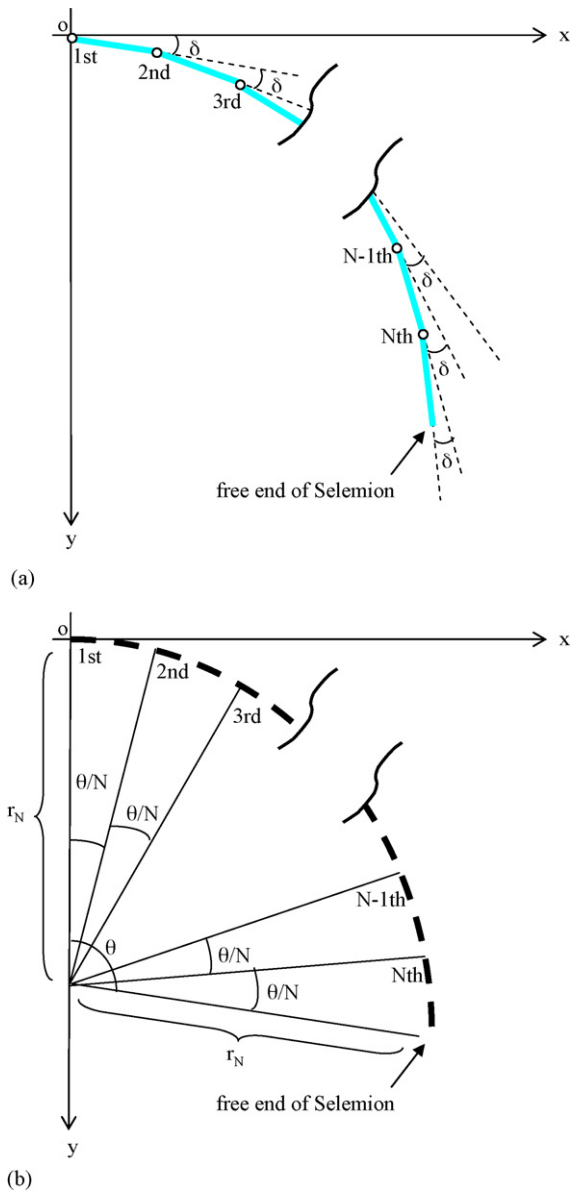 o
x
1st
δ
2nd
δ
3rd
N-1th
δ
Nth
δ
δ
free end of Selemion
y
(a)
o
x
1st
2nd
3rd
θ/N
r_N
θ/N
N-1th
θ
θ/N
Nth
θ/N
r_N
free end of Selemion
y
(b)